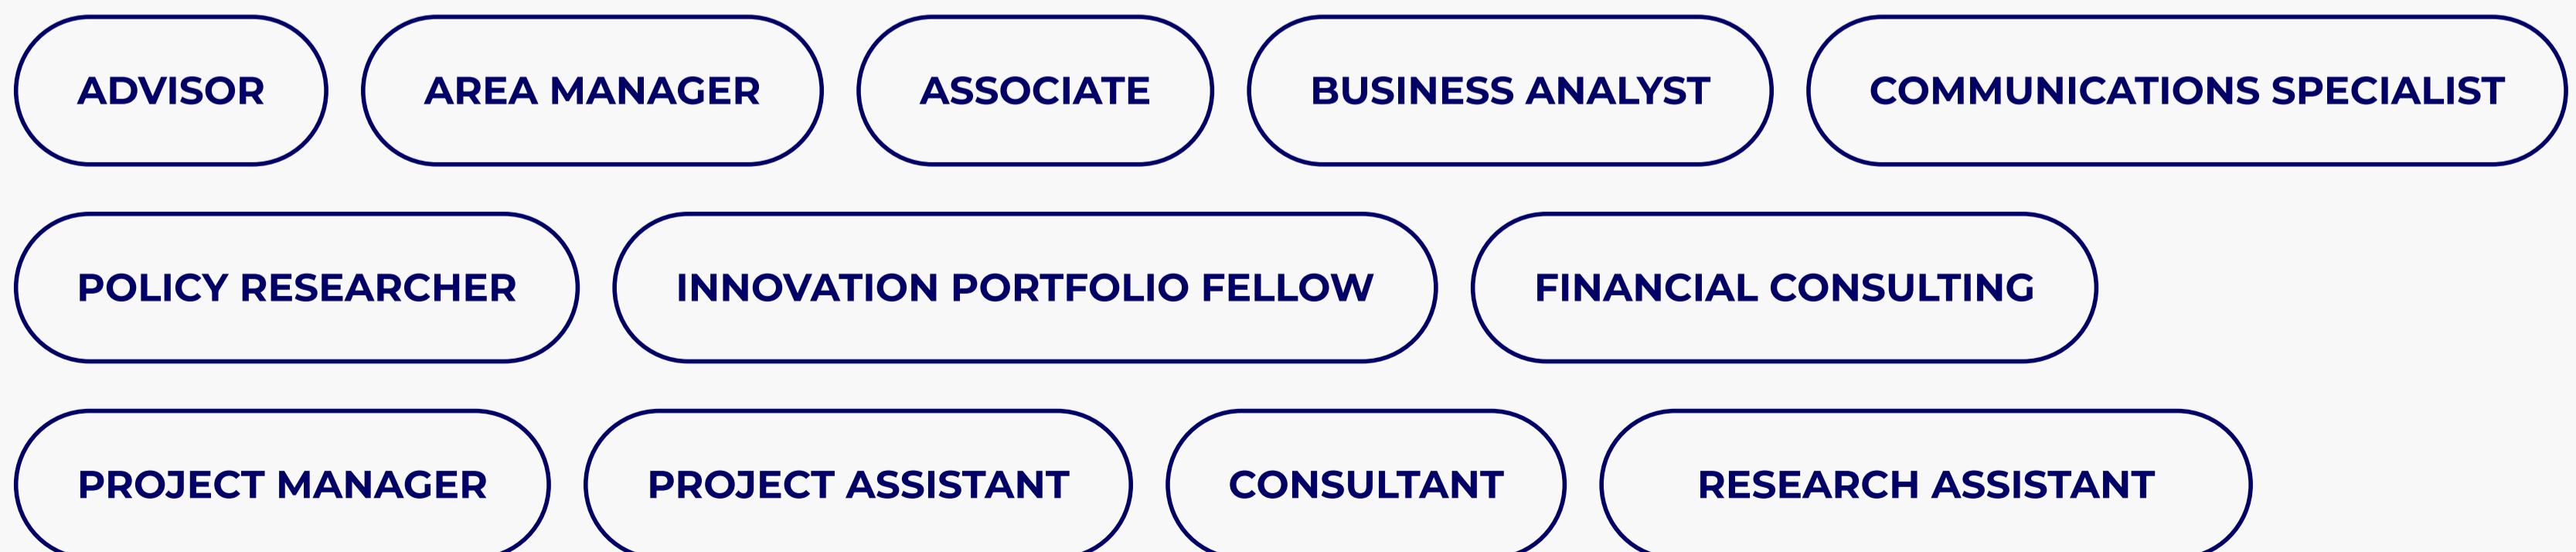 ADVISOR AREA MANAGER ASSOCIATE BUSINESS ANALYST COMMUNICATIONS SPECIALIST
POLICY RESEARCHER INNOVATION PORTFOLIO FELLOW FINANCIAL CONSULTING
PROJECT MANAGER PROJECT ASSISTANT CONSULTANT RESEARCH ASSISTANT